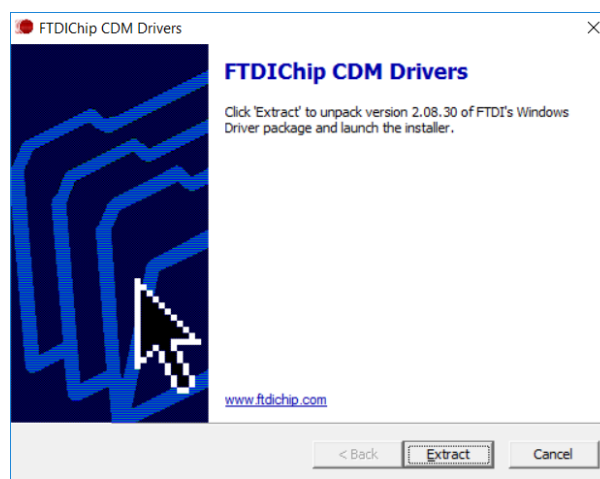 FTDIChip CDM Drivers
FTDIChip CDM Drivers
Click 'Extract' to unpack version 2.08.30 of FTDI's Windows
Driver package and launch the installer.
www.ftdichip.com
< Back Extract Cancel